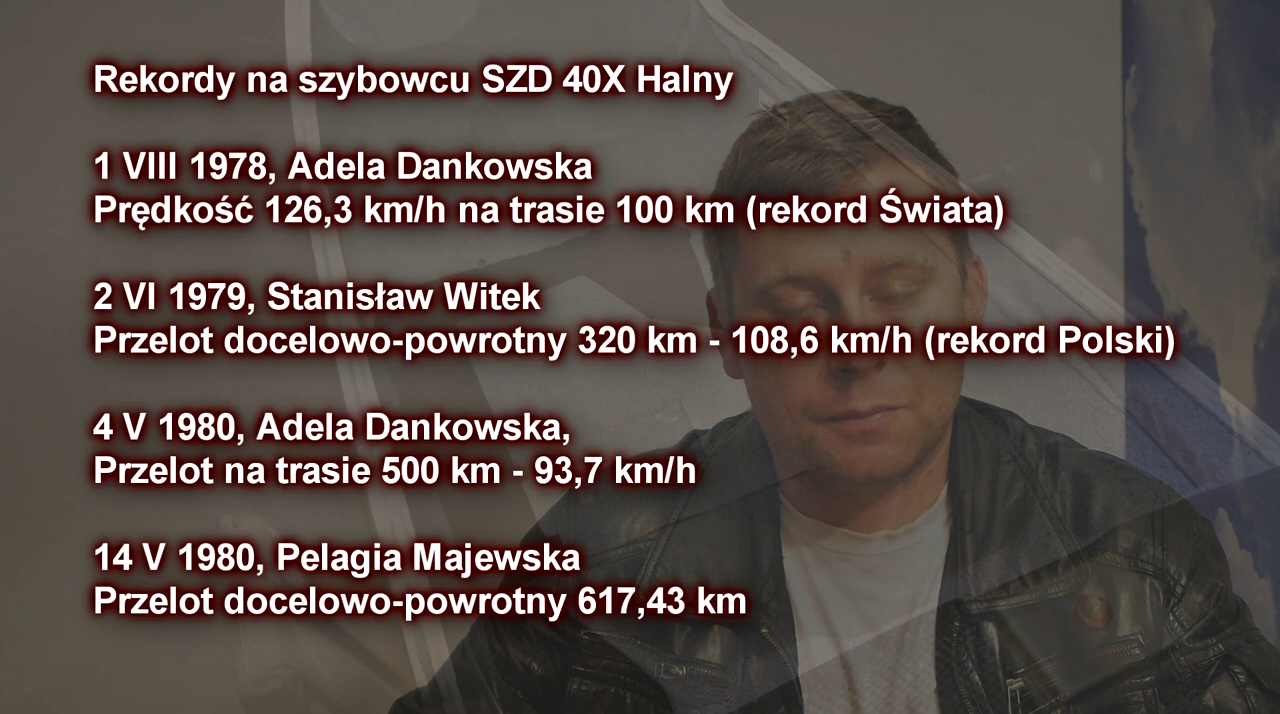 Rekordy na szybowcu SZD 40X Halny
1 VIII 1978, Adela Dankowska
Prędkość 126,3 km/h na trasie 100 km (rekord Świata)
2 VI 1979, Stanisław Witek
Przelot docelowo-powrotny 320 km - 108,6 km/h (rekord Polski)
4 V 1980, Adela Dankowska,
Przelot na trasie 500 km - 93,7 km/h
14 V 1980, Pelagia Majewska
Przelot docelowo-powrotny 617,43 km